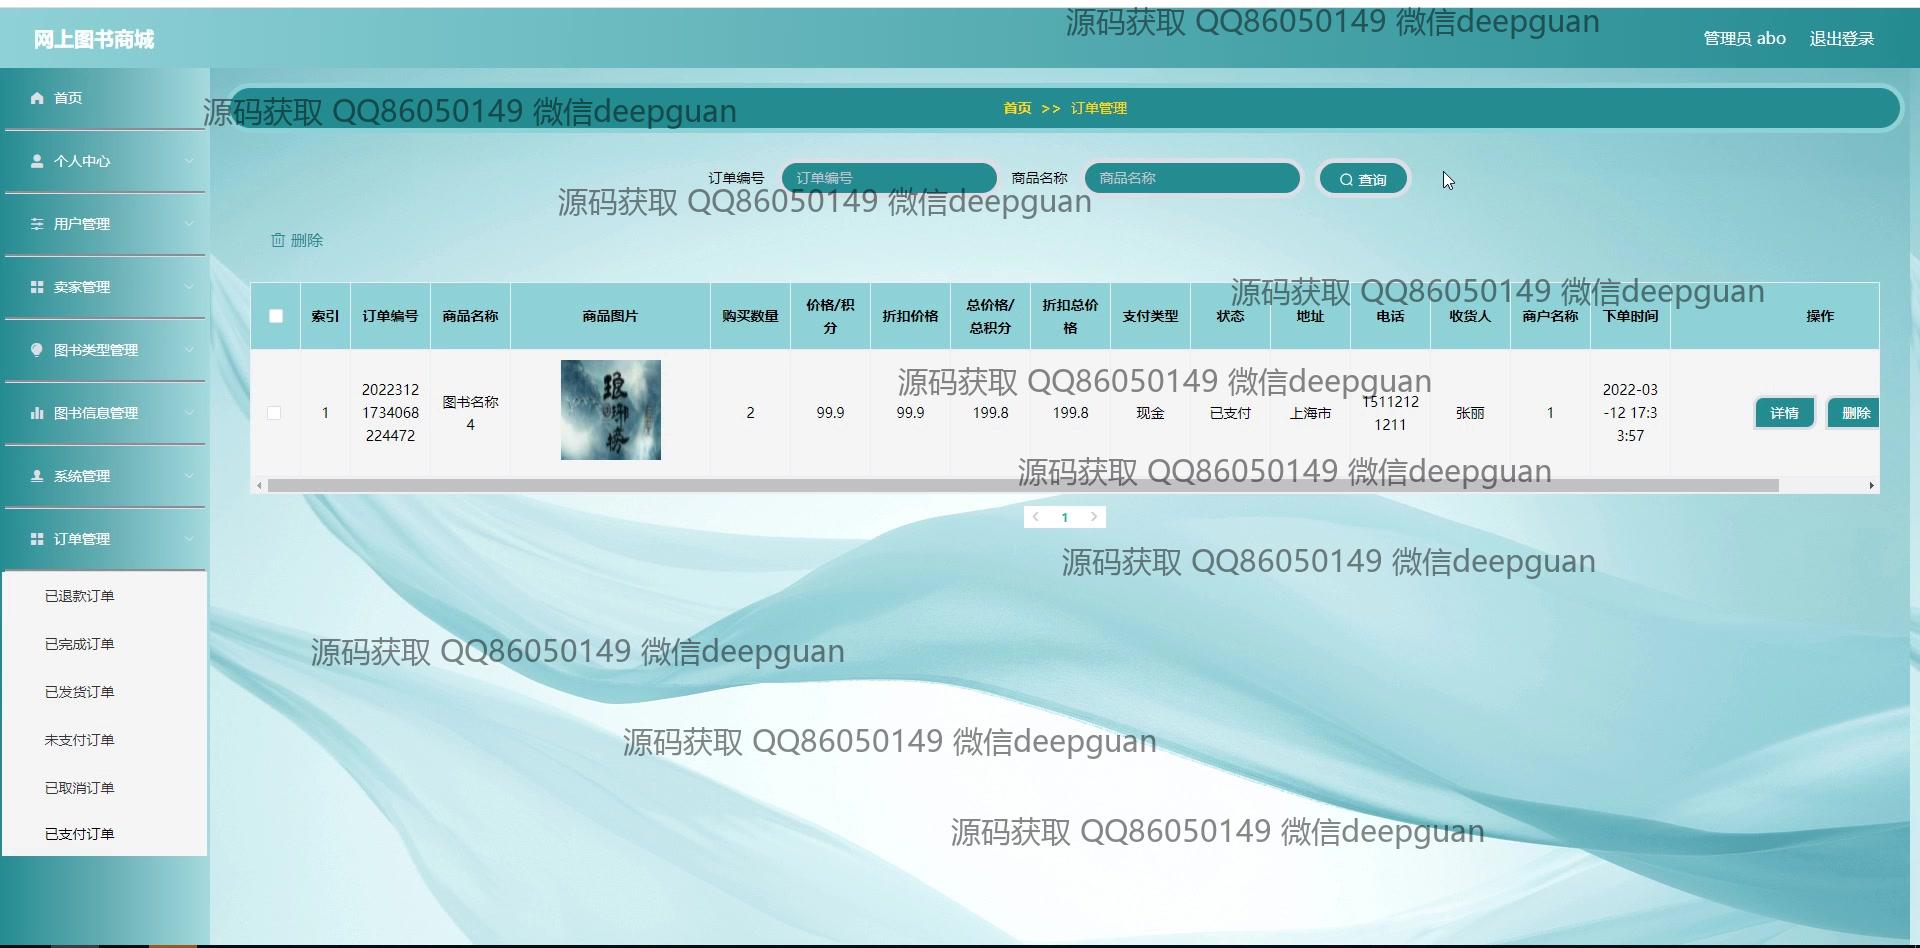 源码获取 QQ86050149 微信deepguan
网上图书商城
管理员 abo 退出登录
首页
个人中心
用户管理
卖家管理
图书类型管理
图书信息管理
系统管理
订单管理
已退款订单
已完成订单
已发货订单
未支付订单
已取消订单
已支付订单
源码获取 QQ86050149 微信deepguan
首页 >> 订单管理
订单编号 订单编号 商品名称 商品名称 查询
源码获取 QQ86050149 微信deepguan
删除
源码获取 QQ86050149 微信deepguan
索引
订单编号
商品名称
商品图片
购买数量
价格/积
分
折扣价格
总价格/
总积分
折扣总价
格
支付类型
状态
地址
电话
收货人
商户名称
下单时间
操作
源码获取 QQ86050149 微信deepguan
1
2022312
1734068
224472
图书名称
4
琅琊榜
2
99.9
99.9
199.8
199.8
现金
已支付
上海市
1511212
1211
张丽
1
2022-03
-12 17:3
3:57
详情
删除
源码获取 QQ86050149 微信deepguan
1
源码获取 QQ86050149 微信deepguan
源码获取 QQ86050149 微信deepguan
源码获取 QQ86050149 微信deepguan
源码获取 QQ86050149 微信deepguan